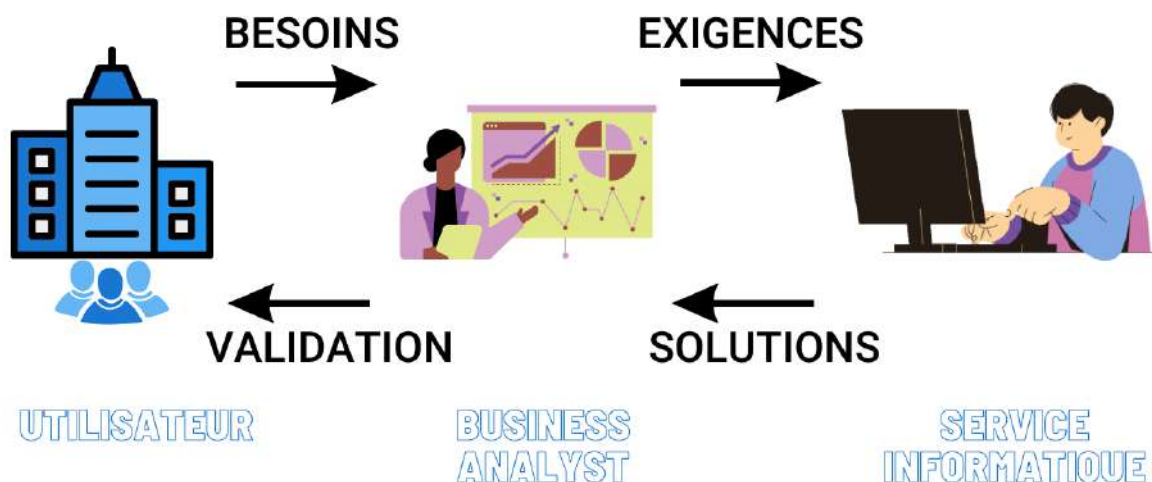 BESOINS
EXIGENCES
VALIDATION
SOLUTIONS
UTILISATEUR
BUSINESS
ANALYST
SERVICE
INFORMATIQUE